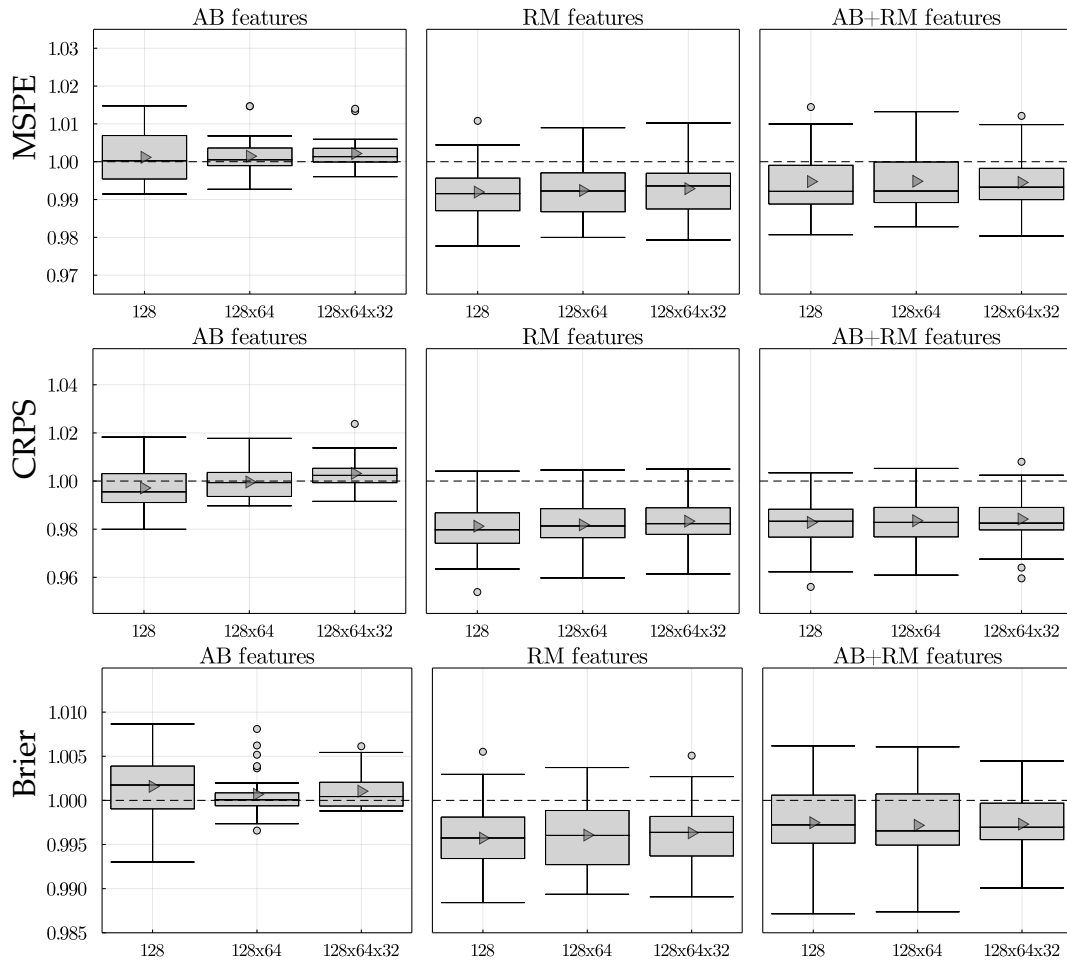 AB features
RM features
AB+RM features
MSPE
1.03
1.02
1.01
1.00
0.99
0.98
0.97
128
128x64
128x64x32
128
128x64
128x64x32
128
128x64
128x64x32
AB features
RM features
AB+RM features
CRPS
1.04
1.02
1.00
0.98
0.96
128
128x64
128x64x32
128
128x64
128x64x32
128
128x64
128x64x32
AB features
RM features
AB+RM features
Brier
1.010
1.005
1.000
0.995
0.990
0.985
128
128x64
128x64x32
128
128x64
128x64x32
128
128x64
128x64x32